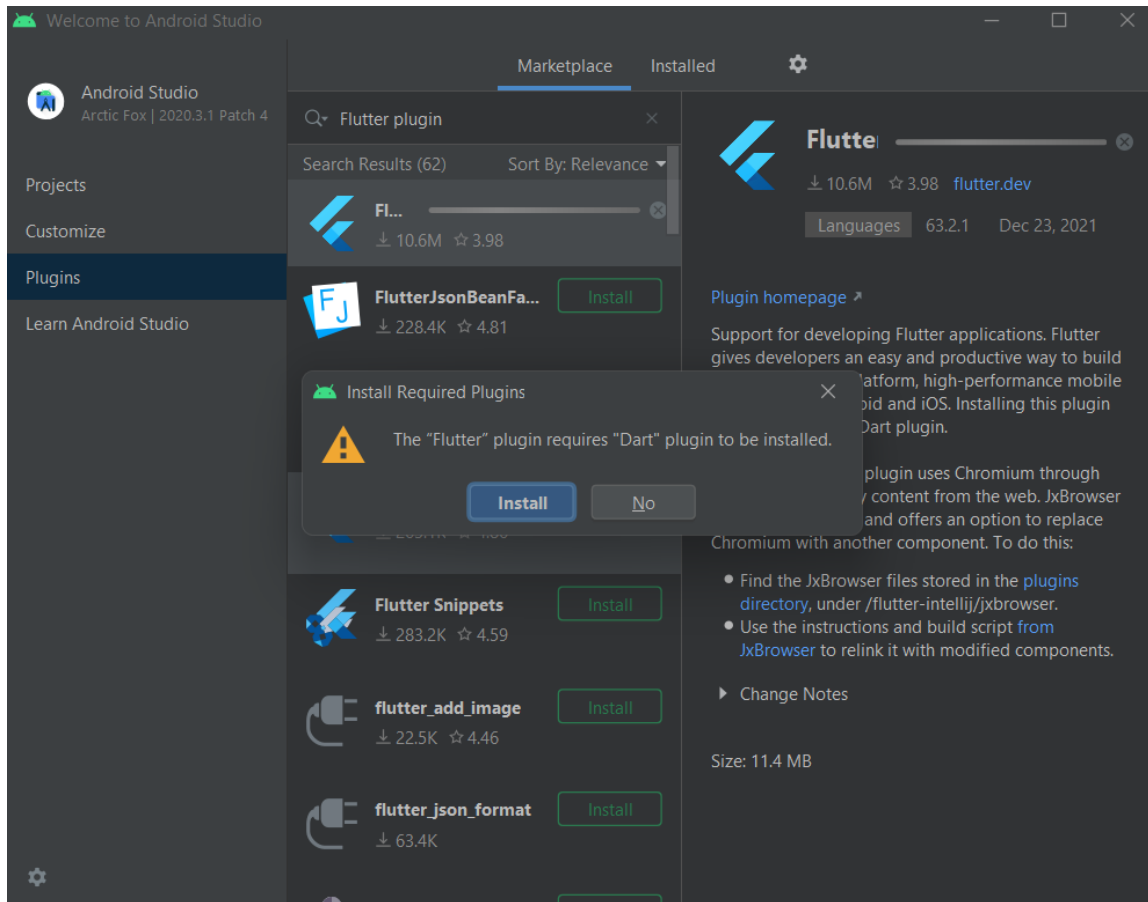 Welcome to Android Studio
Android Studio
Arctic Fox | 2020.3.1 Patch 4
Projects
Customize
Plugins
Learn Android Studio
Marketplace Installed
Flutter plugin
Search Results (62) Sort By: Relevance
Fl...
10.6M 3.98
FlutterJsonBeanFa... Install
228.4K 4.81
Install Required Plugins
The "Flutter" plugin requires "Dart" plugin to be installed.
Install No
Flutter Snippets Install
283.2K 4.59
flutter_add_image Install
22.5K 4.46
flutter_json_format Install
63.4K
Flutte
10.6M 3.98 flutter.dev
Languages 63.2.1 Dec 23, 2021
Plugin homepage
Support for developing Flutter applications. Flutter
gives developers an easy and productive way to build
latform, high-performance mobile
oid and iOS. Installing this plugin
Dart plugin.
plugin uses Chromium through
content from the web. JxBrowser
and offers an option to replace
Chromium with another component. To do this:
Find the JxBrowser files stored in the plugins
directory, under /flutter-intellij/jxbrowser.
Use the instructions and build script from
JxBrowser to relink it with modified components.
Change Notes
Size: 11.4 MB